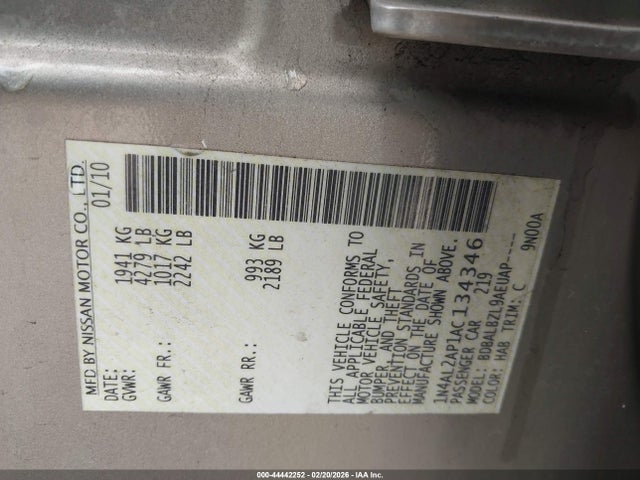 MFD BY NISSAN MOTOR CO., LTD.
DATE: 01/10
GVWR: 1941 KG
4279 LB
GAWR FR.: 1017 KG
2242 LB
GAWR RR.: 993 KG
2189 LB
THIS VEHICLE CONFORMS TO
ALL APPLICABLE FEDERAL
MOTOR VEHICLE SAFETY,
BUMPER, AND THEFT
PREVENTION STANDARDS IN
EFFECT ON THE DATE OF
MANUFACTURE SHOWN ABOVE.
1N4AL2AP1AC134346
PASSENGER CAR 219
MODEL: BDBALBZL9AEUAP----
COLOR: HAB TRIM: C 9N00A
000-44442252 - 02/20/2026 - IAA Inc.